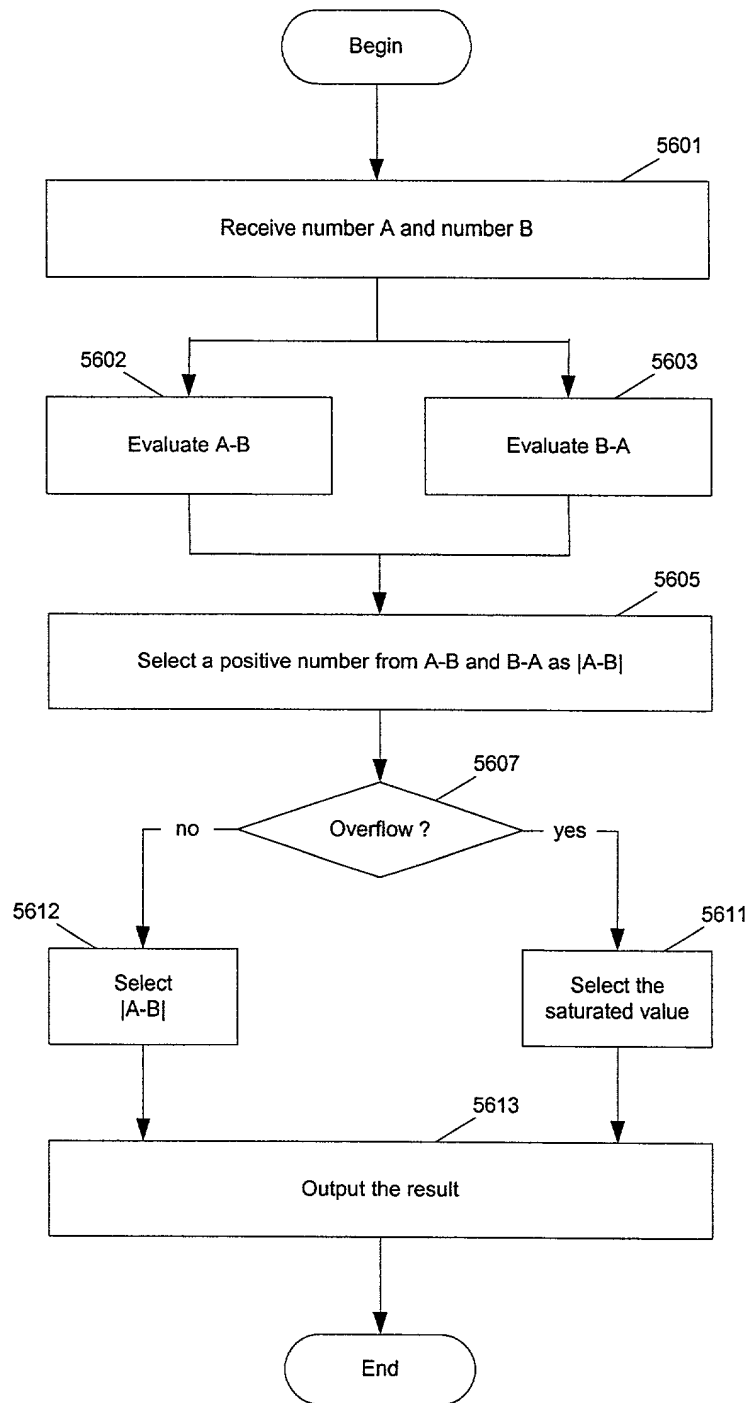 Begin
5601
Receive number A and number B
5602
5603
Evaluate A-B
Evaluate B-A
5605
Select a positive number from A-B and B-A as |A-B|
5607
no
Overflow ?
yes
5612
5611
Select
|A-B|
Select the
saturated value
5613
Output the result
End